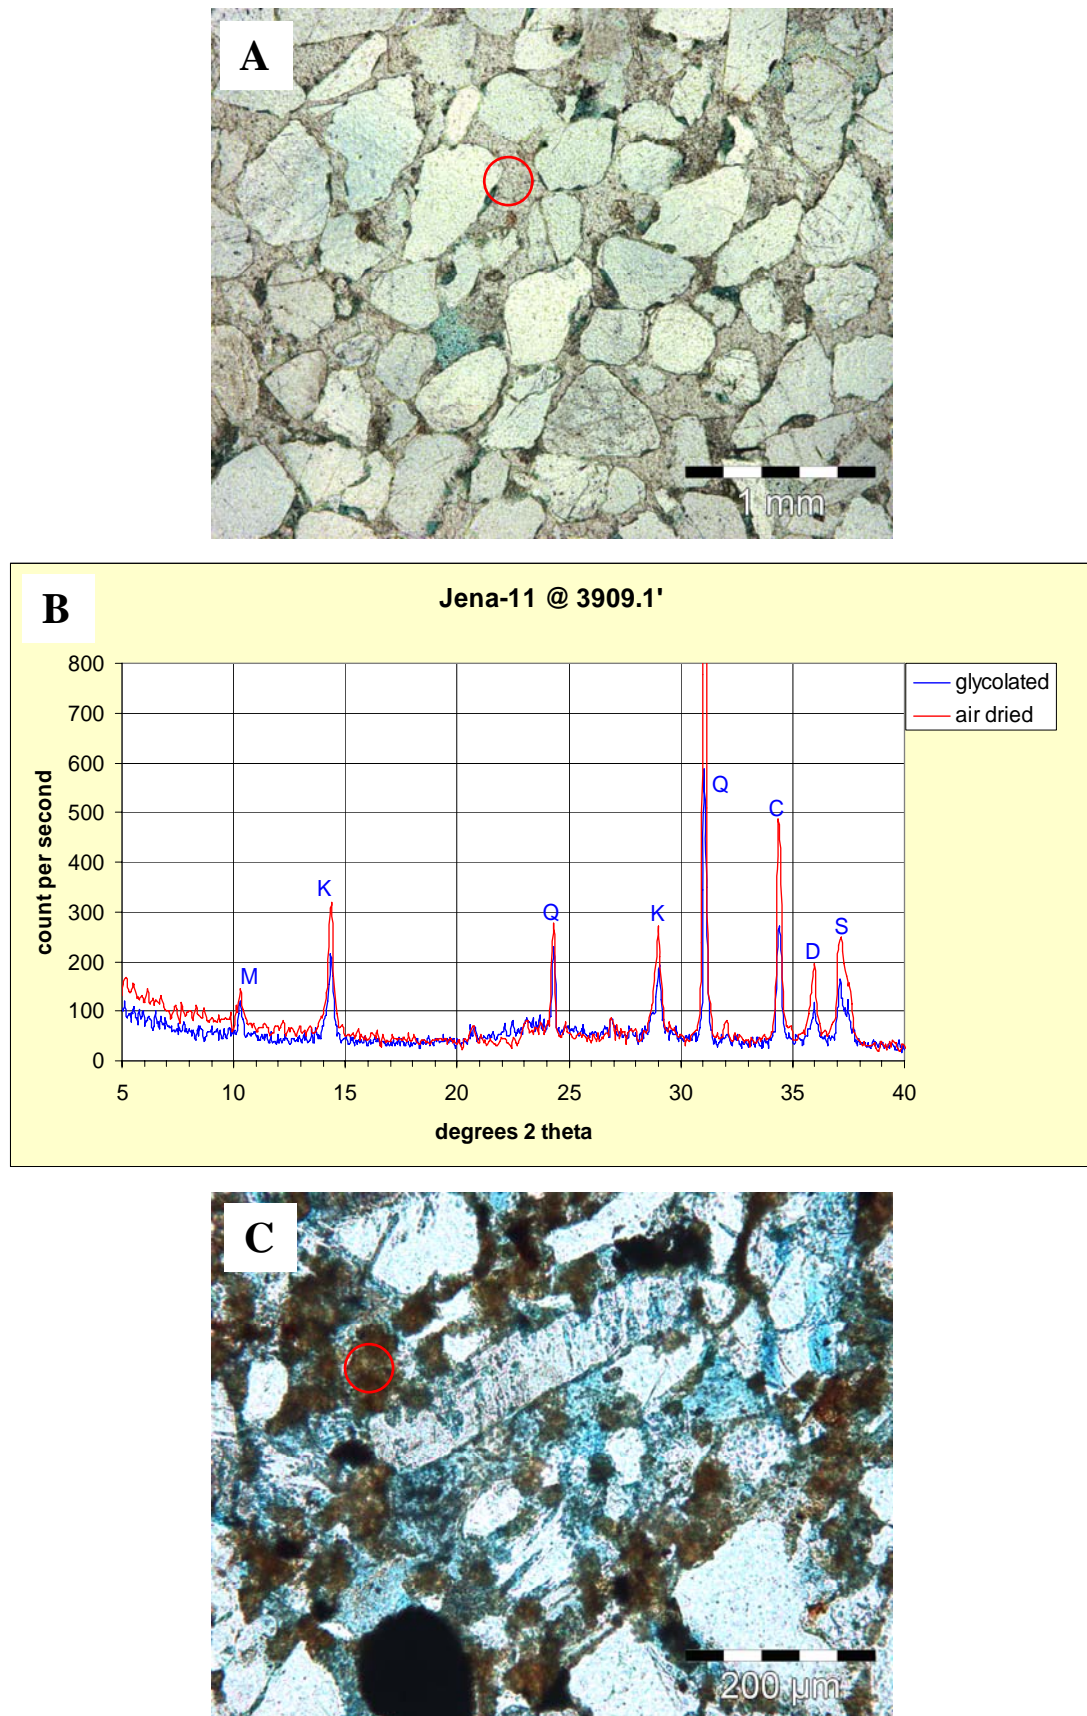 A
1 mm
B
Jena-11 @ 3909.1'
800
700
600
500
400
300
200
100
0
count per second
M
K
Q
K
Q
C
D
S
glycolated
air dried
5 10 15 20 25 30 35 40
degrees 2 theta
C
200 µm